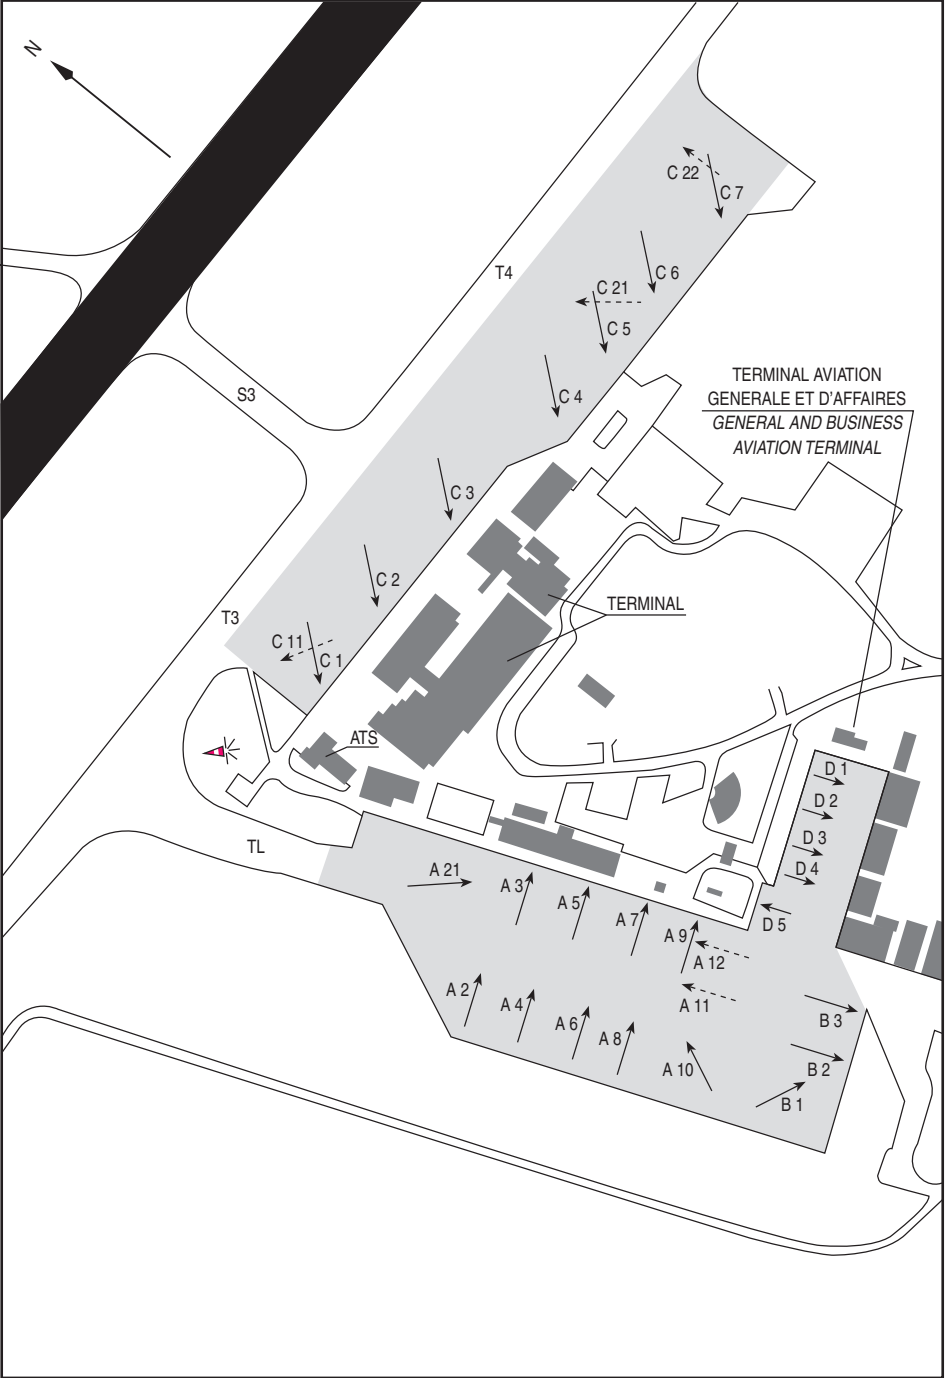 N
C 22
C 7
T4
C 6
C 21
C 5
TERMINAL AVIATION
GENERALE ET D'AFFAIRES
GENERAL AND BUSINESS
AVIATION TERMINAL
S3
C 4
C 3
C 2
TERMINAL
T3
C 11
C 1
ATS
D 1
D 2
D 3
D 4
D 5
TL
A 21
A 3
A 5
A 7
A 9
A 12
A 2
A 4
A 6
A 8
A 11
A 10
B 3
B 2
B 1